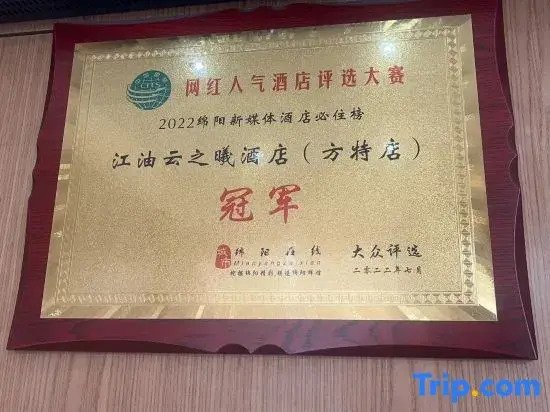 网红人气酒店评选大赛
2022绵阳新媒体酒店必住榜
江油云之曦酒店（方特店）
冠军
绵阳在线
大众评选
二〇二二年七月
Trip.com